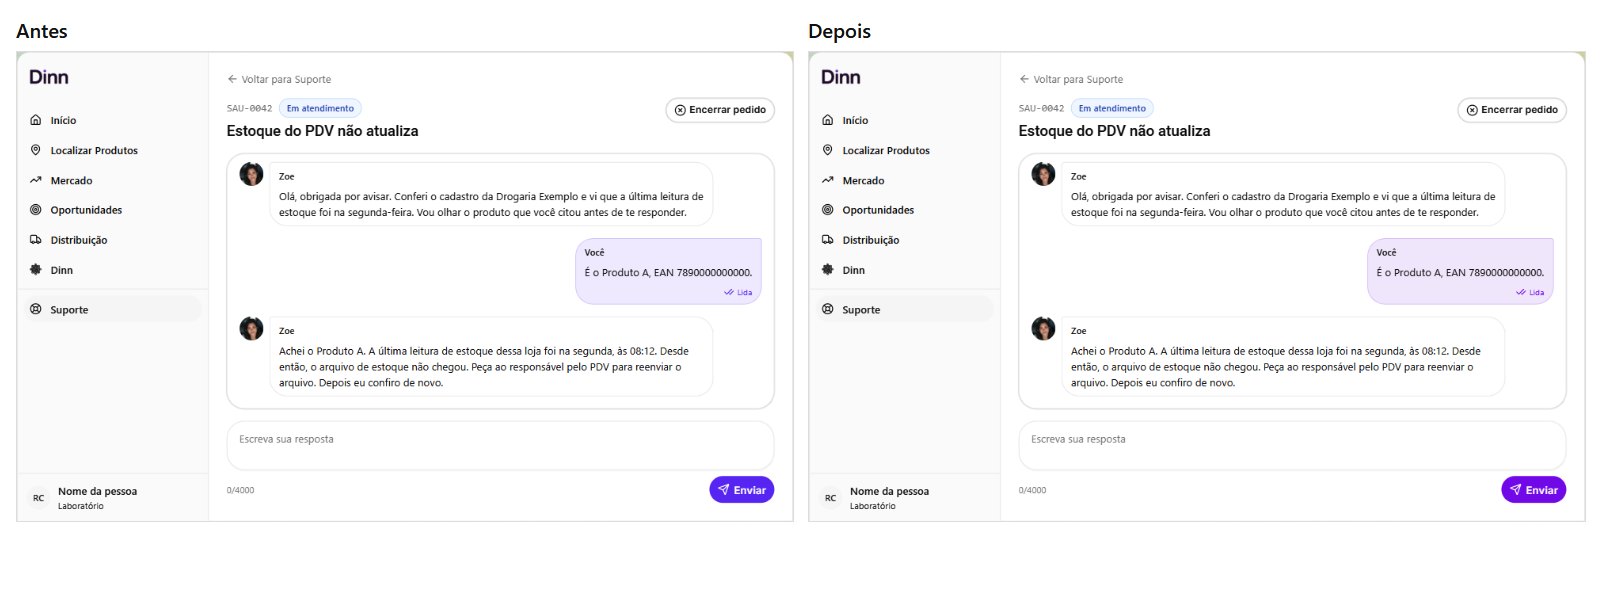 Antes
Dinn
Início
Localizar Produtos
Mercado
Oportunidades
Distribuição
Dinn
Suporte
RC
Nome da pessoa
Laboratório
Voltar para Suporte
SAU-0042
Em atendimento
Encerrar pedido
Estoque do PDV não atualiza
Zoe
Olá, obrigada por avisar. Conferi o cadastro da Drogaria Exemplo e vi que a última leitura de
estoque foi na segunda-feira. Vou olhar o produto que você citou antes de te responder.
Você
É o Produto A, EAN 7890000000000.
Lida
Zoe
Achei o Produto A. A última leitura de estoque dessa loja foi na segunda, às 08:12. Desde
então, o arquivo de estoque não chegou. Peça ao responsável pelo PDV para reenviar o
arquivo. Depois eu confiro de novo.
Escreva sua resposta
0/4000
Enviar
Depois
Dinn
Início
Localizar Produtos
Mercado
Oportunidades
Distribuição
Dinn
Suporte
RC
Nome da pessoa
Laboratório
Voltar para Suporte
SAU-0042
Em atendimento
Encerrar pedido
Estoque do PDV não atualiza
Zoe
Olá, obrigada por avisar. Conferi o cadastro da Drogaria Exemplo e vi que a última leitura de
estoque foi na segunda-feira. Vou olhar o produto que você citou antes de te responder.
Você
É o Produto A, EAN 7890000000000.
Lida
Zoe
Achei o Produto A. A última leitura de estoque dessa loja foi na segunda, às 08:12. Desde
então, o arquivo de estoque não chegou. Peça ao responsável pelo PDV para reenviar o
arquivo. Depois eu confiro de novo.
Escreva sua resposta
0/4000
Enviar